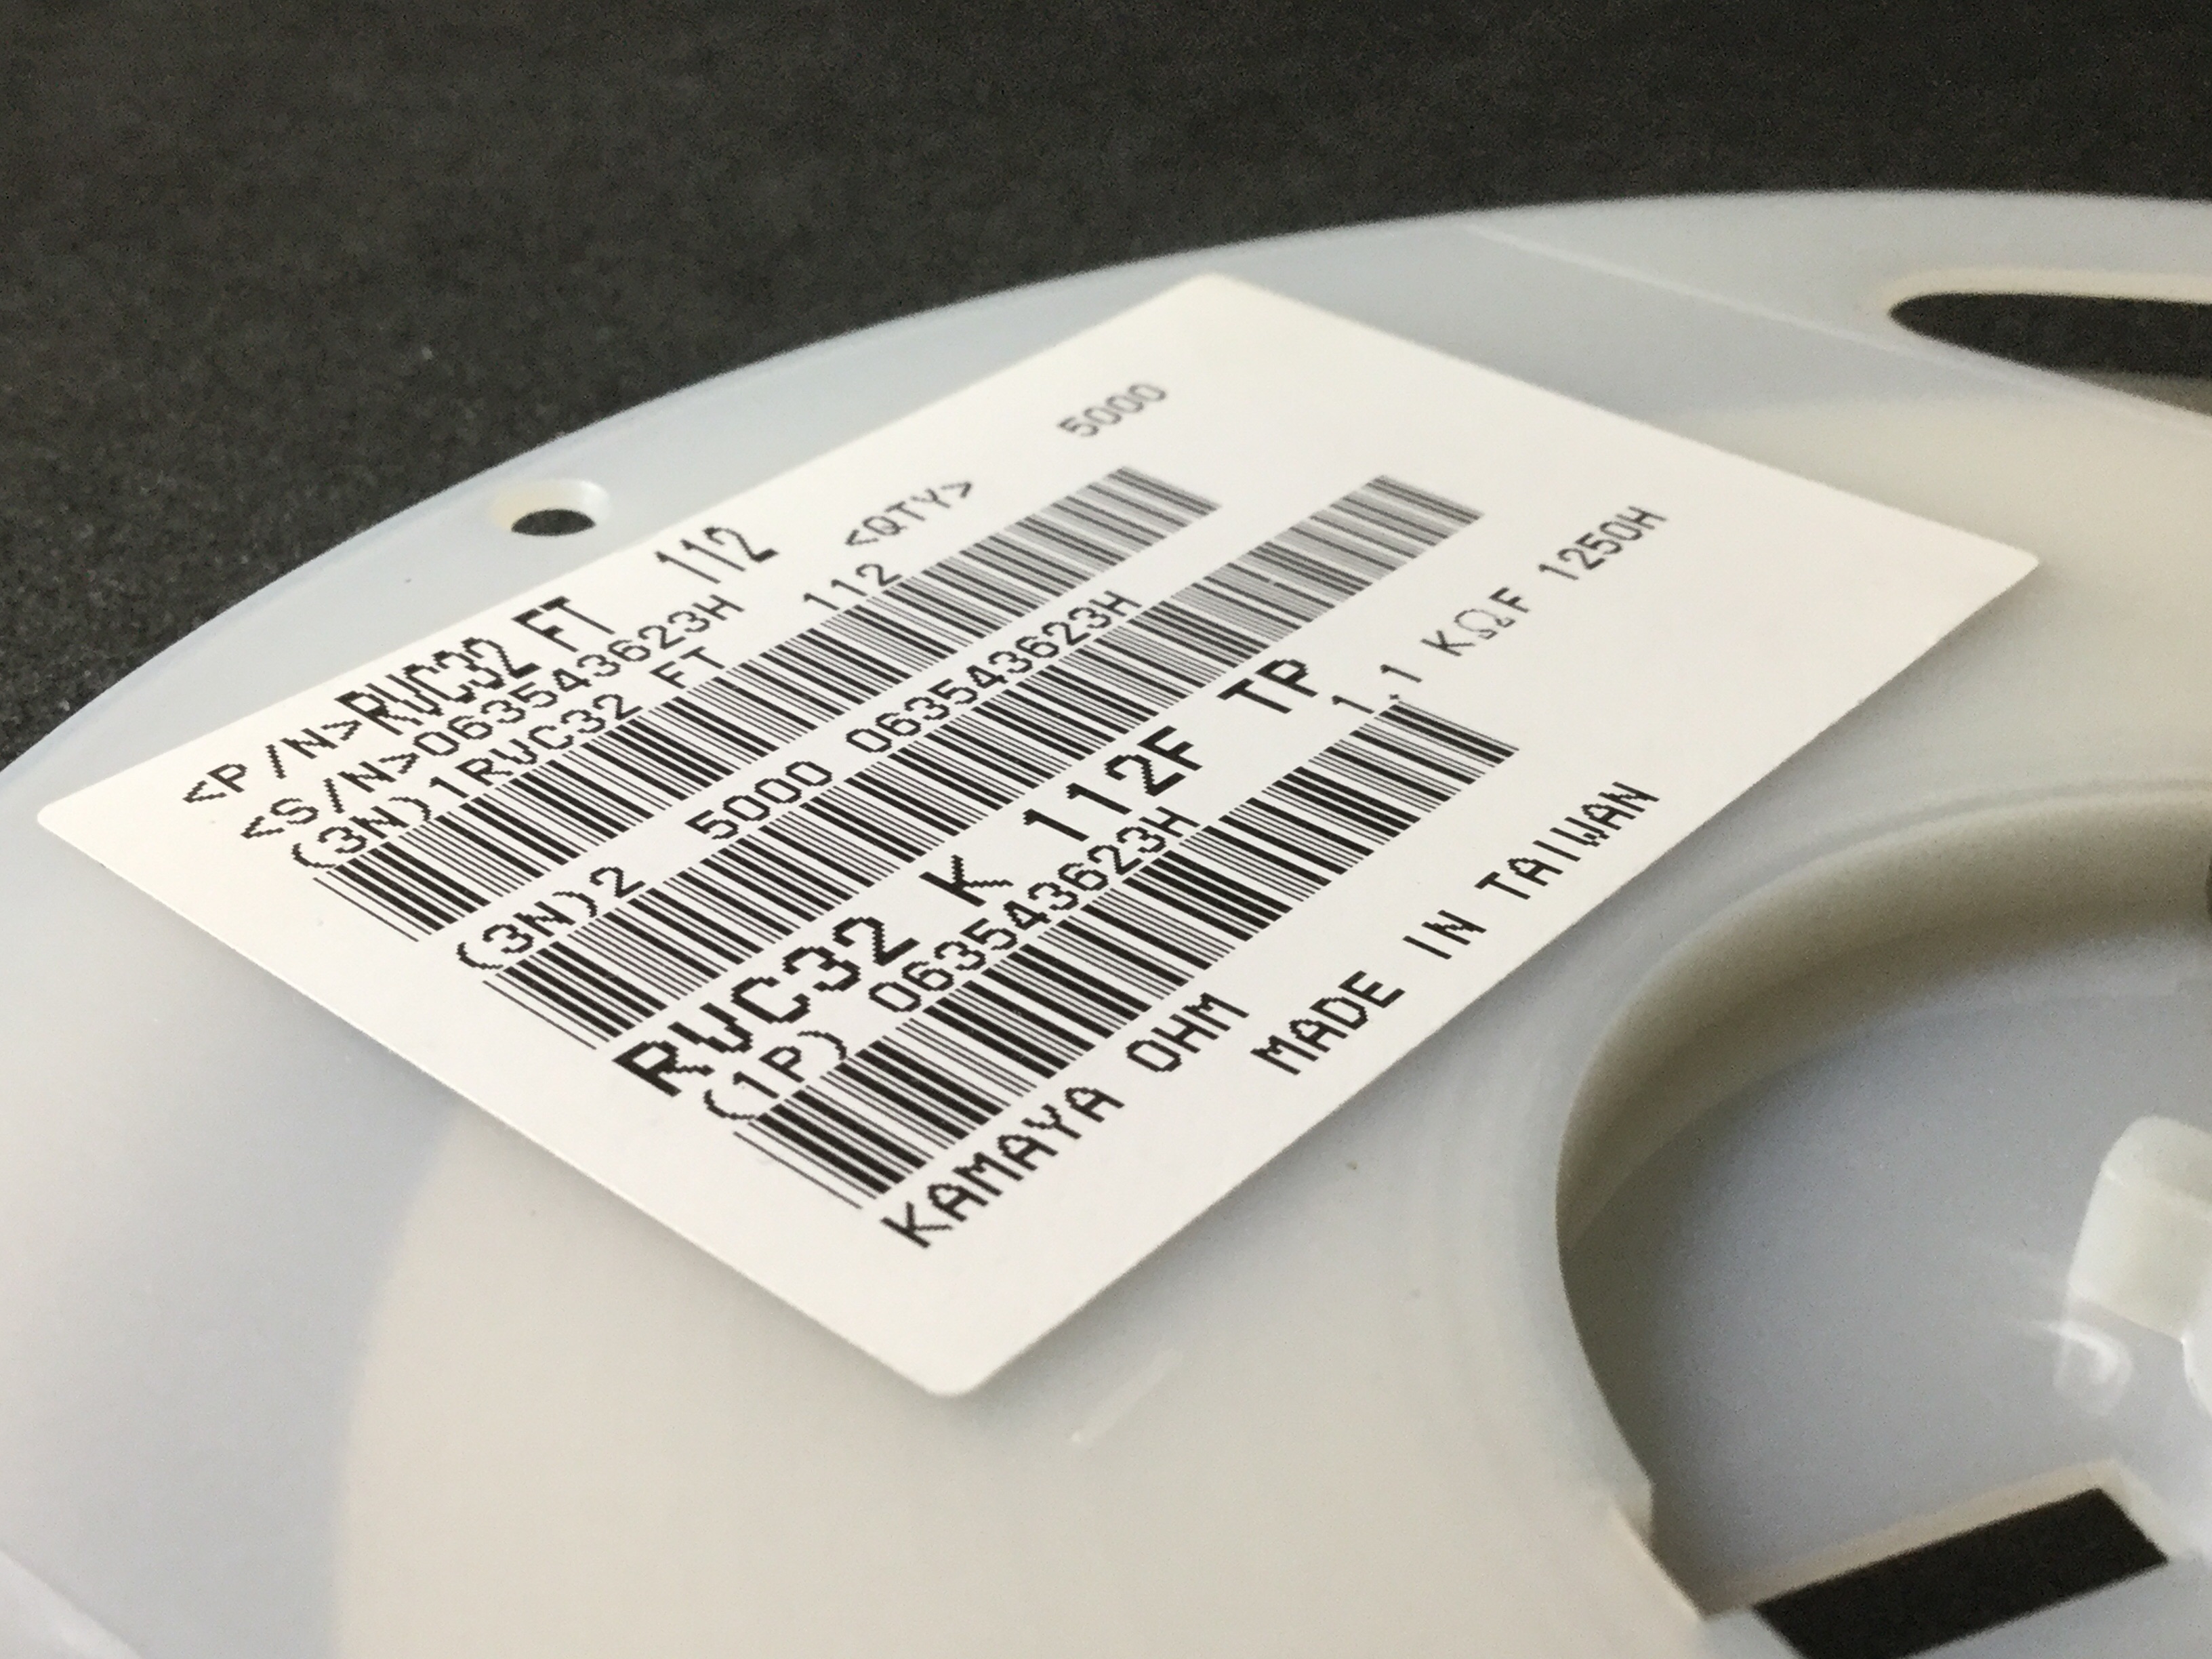 <P/N>RVC32 FT 112
<S/N>063543623H <QTY> 5000
(3N)1RVC32 FT 112
(3N)2 5000 063543623H
RVC32 K 112F TP
(1P) 063543623H 1.1 KΩF 1250H
KAMAYA OHM MADE IN TAIWAN